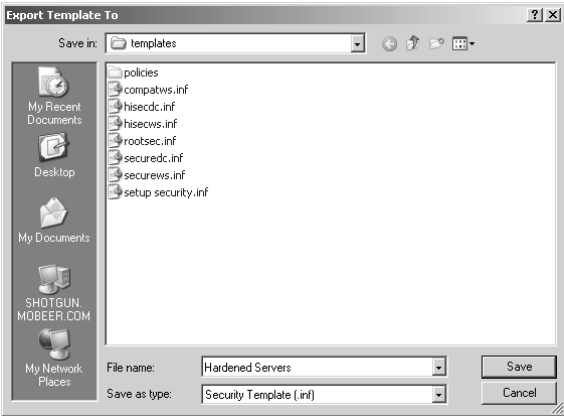 Export Template To
Save in:
templates
My Recent
Documents
Desktop
My Documents
SHOTGUN.
MOBEER.COM
My Network
Places
policies
compatws.inf
hisecdc.inf
hisecws.inf
rootsec.inf
securedc.inf
securews.inf
setup security.inf
File name:
Hardened Servers
Save
Save as type:
Security Template (.inf)
Cancel